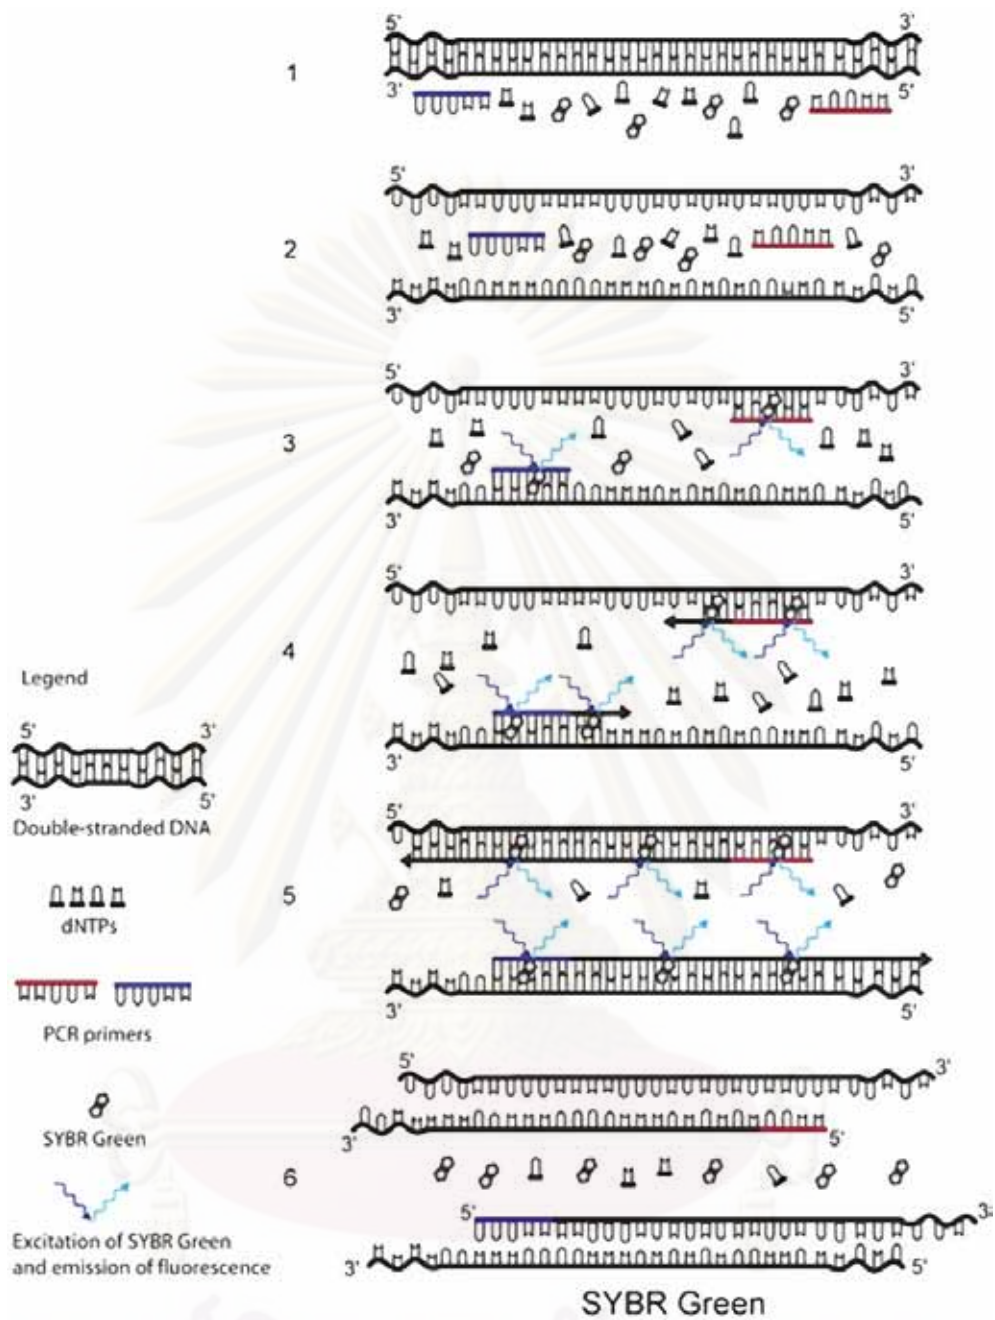 5' 3'
1
3' 5'
5' 3'
2
3' 5'
5' 3'
3
3' 5'
5' 3'
4
3' 5'
Legend
5' 3'
3' 5'
Double-stranded DNA
dNTPs
PCR primers
SYBR Green
Excitation of SYBR Green
and emission of fluorescence
5' 3'
5
3' 5'
5' 3'
3' 5'
6
5' 3'
3' 5'
SYBR Green